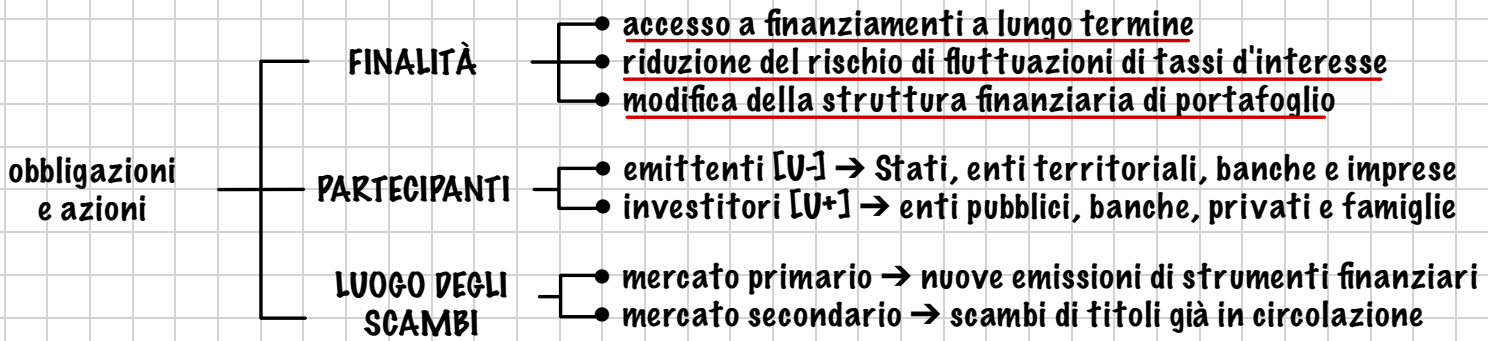 obbligazioni
e azioni
FINALITÀ
accesso a finanziamenti a lungo termine
riduzione del rischio di fluttuazioni di tassi d'interesse
modifica della struttura finanziaria di portafoglio
PARTECIPANTI
emittenti [U-] → Stati, enti territoriali, banche e imprese
investitori [U+] → enti pubblici, banche, privati e famiglie
LUOGO DEGLI
SCAMBI
mercato primario → nuove emissioni di strumenti finanziari
mercato secondario → scambi di titoli già in circolazione